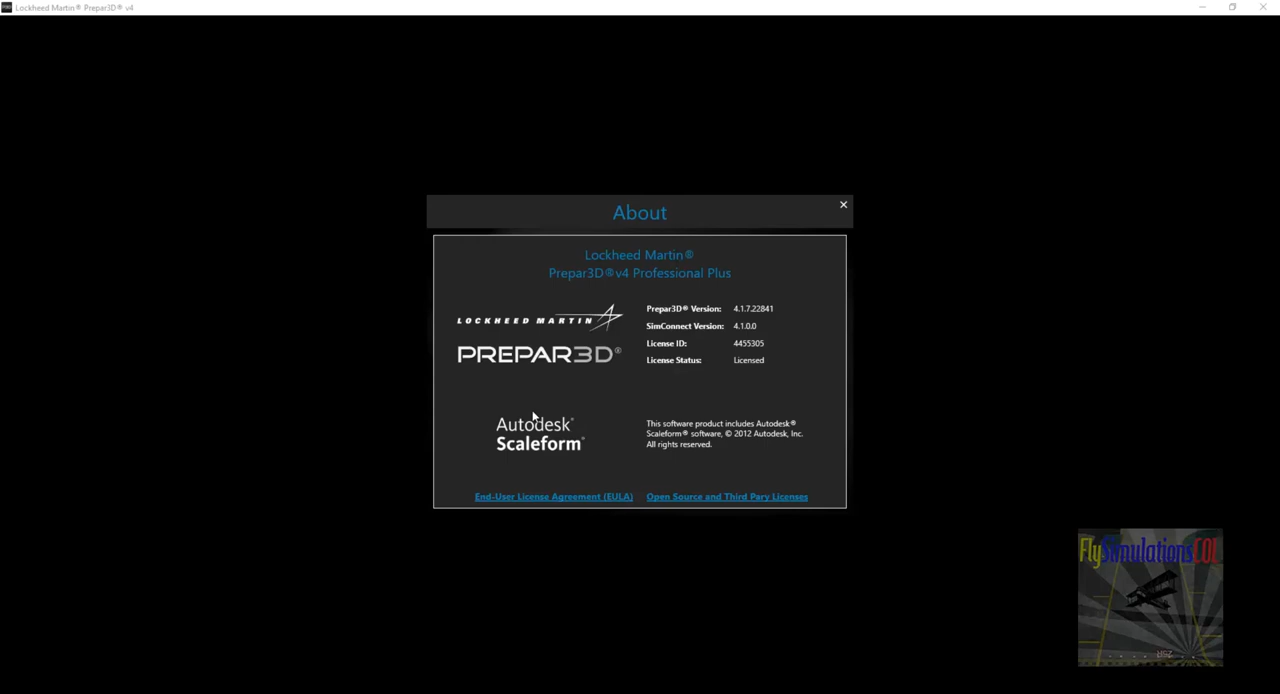 Lockheed Martin® Prepar3D® v4
About
Lockheed Martin®
Prepar3D®v4 Professional Plus
LOCKHEED MARTIN
PREPAR3D®
Prepar3D® Version: 4.1.7.22841
SimConnect Version: 4.1.0.0
License ID: 4455305
License Status: Licensed
Autodesk®
Scaleform®
This software product includes Autodesk®
Scaleform® software, © 2012 Autodesk, Inc.
All rights reserved.
End-User License Agreement (EULA) Open Source and Third Pary Licenses
FlySimulationsCOL